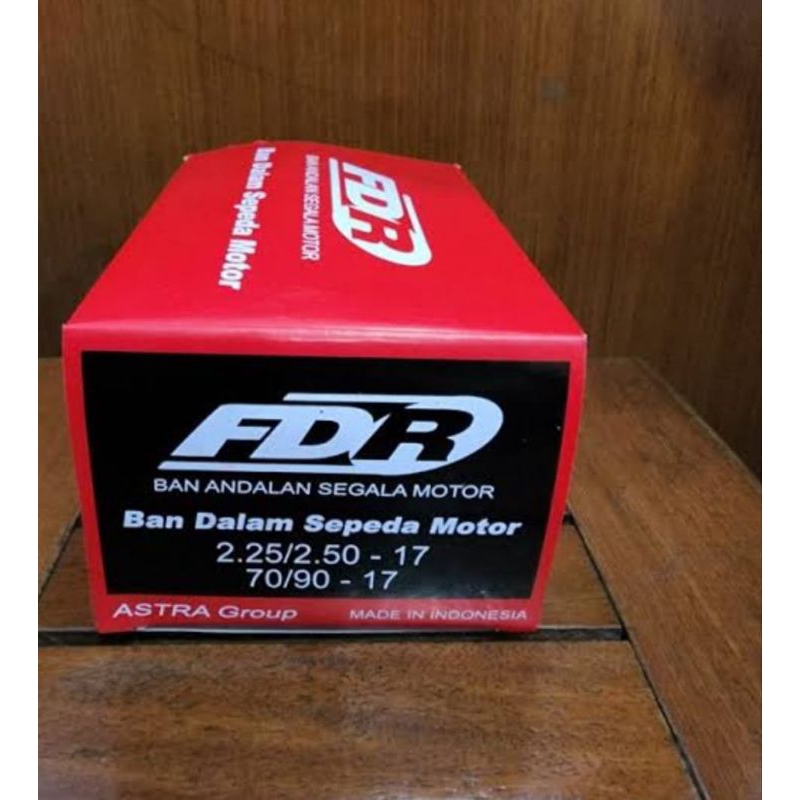 FDR
BAN ANDALAN SEGALA MOTOR
Ban Dalam Sepeda Motor
FDR
BAN ANDALAN SEGALA MOTOR
Ban Dalam Sepeda Motor
2.25/2.50 - 17
70/90 - 17
ASTRA Group
MADE IN INDONESIA